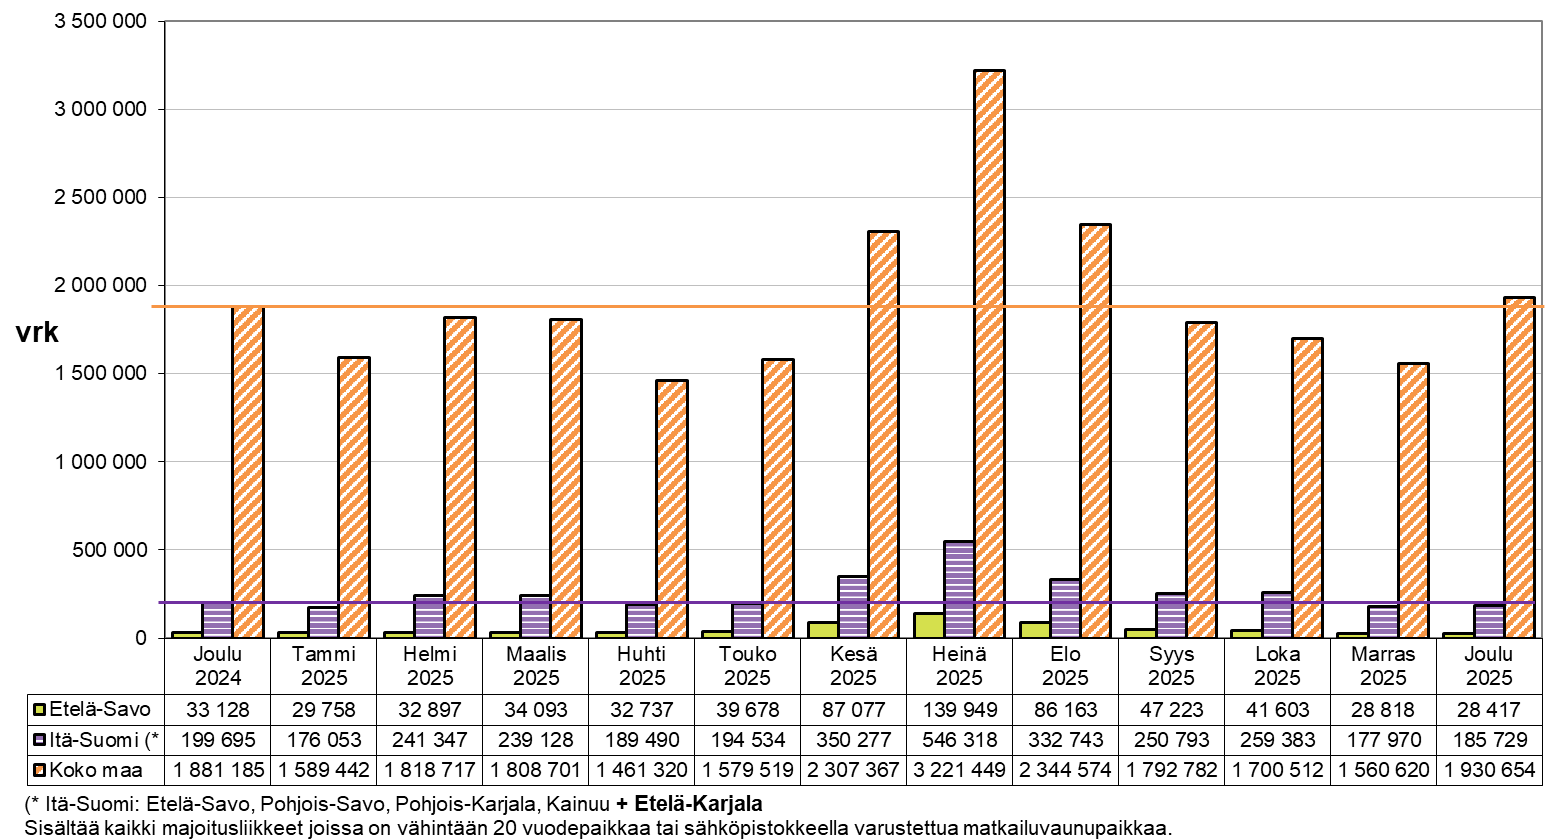 3 500 000
3 000 000
2 500 000
2 000 000
vrk
1 500 000
1 000 000
500 000
0
Joulu 2024 Tammi 2025 Helmi 2025 Maalis 2025 Huhti 2025 Touko 2025 Kesä 2025 Heinä 2025 Elo 2025 Syys 2025 Loka 2025 Marras 2025 Joulu 2025
Etelä-Savo 33 128 29 758 32 897 34 093 32 737 39 678 87 077 139 949 86 163 47 223 41 603 28 818 28 417
Itä-Suomi (* 199 695 176 053 241 347 239 128 189 490 194 534 350 277 546 318 332 743 250 793 259 383 177 970 185 729
Koko maa 1 881 185 1 589 442 1 818 717 1 808 701 1 461 320 1 579 519 2 307 367 3 221 449 2 344 574 1 792 782 1 700 512 1 560 620 1 930 654
(* Itä-Suomi: Etelä-Savo, Pohjois-Savo, Pohjois-Karjala, Kainuu + Etelä-Karjala
Sisältää kaikki majoitusliikkeet joissa on vähintään 20 vuodepaikkaa tai sähköpistokkeella varustettua matkailuvaunupaikkaa.